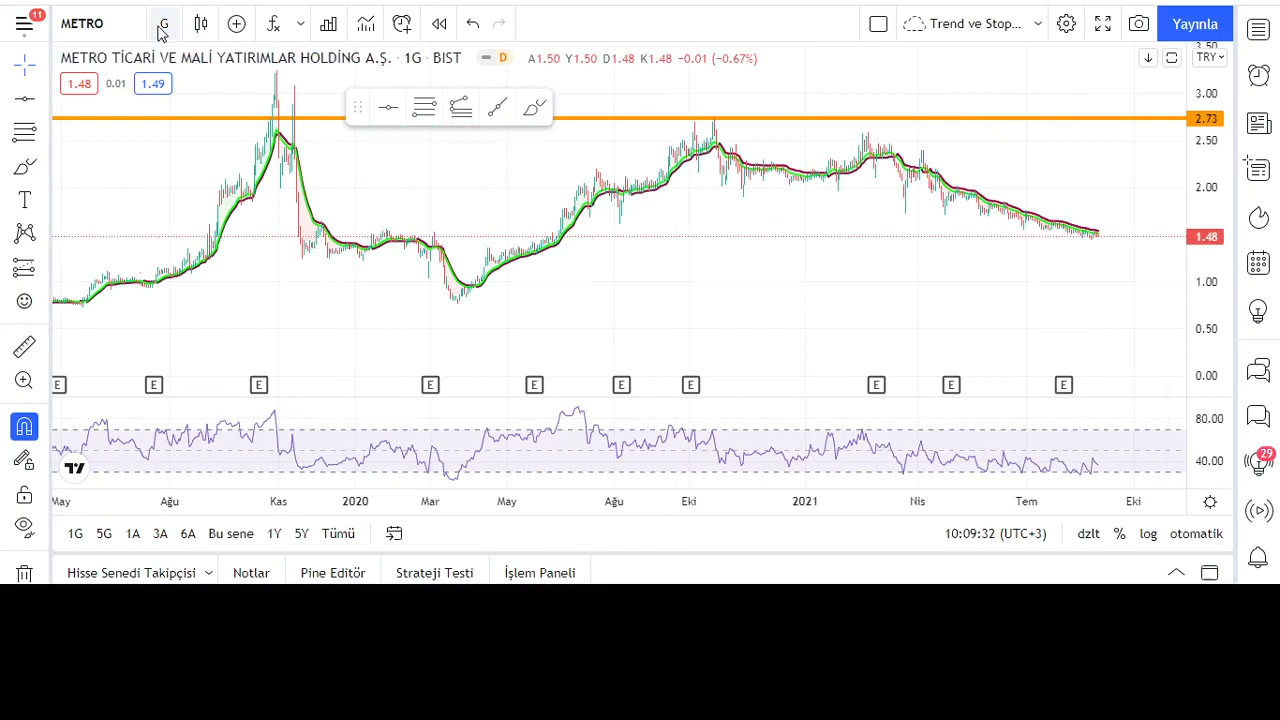 11
METRO
G
Trend ve Stop...
Yayınla
METRO TİCARİ VE MALİ YATIRIMLAR HOLDİNG A.Ş. · 1G · BIST
D
A1.50 Y1.50 D1.48 K1.48 −0.01 (−0.67%)
TRY
1.48
0.01
1.49
3.50
3.00
2.73
2.50
2.00
1.48
1.00
0.50
0.00
E E E E E E E E E E
80.00
40.00
May Ağu Kas 2020 Mar May Ağu Eki 2021 Nis Tem Eki
29
1G 5G 1A 3A 6A Bu sene 1Y 5Y Tümü
10:09:32 (UTC+3)
dzlt % log otomatik
Hisse Senedi Takipçisi Notlar Pine Editör Strateji Testi İşlem Paneli